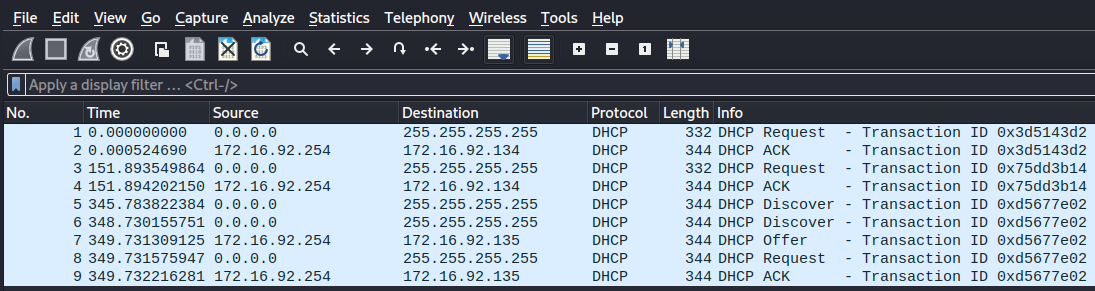 File Edit View Go Capture Analyze Statistics Telephony Wireless Tools Help
1
Apply a display filter ... <Ctrl-/>
No. Time Source Destination Protocol Length Info
1 0.000000000 0.0.0.0 255.255.255.255 DHCP 332 DHCP Request - Transaction ID 0x3d5143d2
2 0.000524690 172.16.92.254 172.16.92.134 DHCP 344 DHCP ACK - Transaction ID 0x3d5143d2
3 151.893549864 0.0.0.0 255.255.255.255 DHCP 332 DHCP Request - Transaction ID 0x75dd3b14
4 151.894202150 172.16.92.254 172.16.92.134 DHCP 344 DHCP ACK - Transaction ID 0x75dd3b14
5 345.783822384 0.0.0.0 255.255.255.255 DHCP 344 DHCP Discover - Transaction ID 0xd5677e02
6 348.730155751 0.0.0.0 255.255.255.255 DHCP 344 DHCP Discover - Transaction ID 0xd5677e02
7 349.731309125 172.16.92.254 172.16.92.135 DHCP 344 DHCP Offer - Transaction ID 0xd5677e02
8 349.731575947 0.0.0.0 255.255.255.255 DHCP 344 DHCP Request - Transaction ID 0xd5677e02
9 349.732216281 172.16.92.254 172.16.92.135 DHCP 344 DHCP ACK - Transaction ID 0xd5677e02